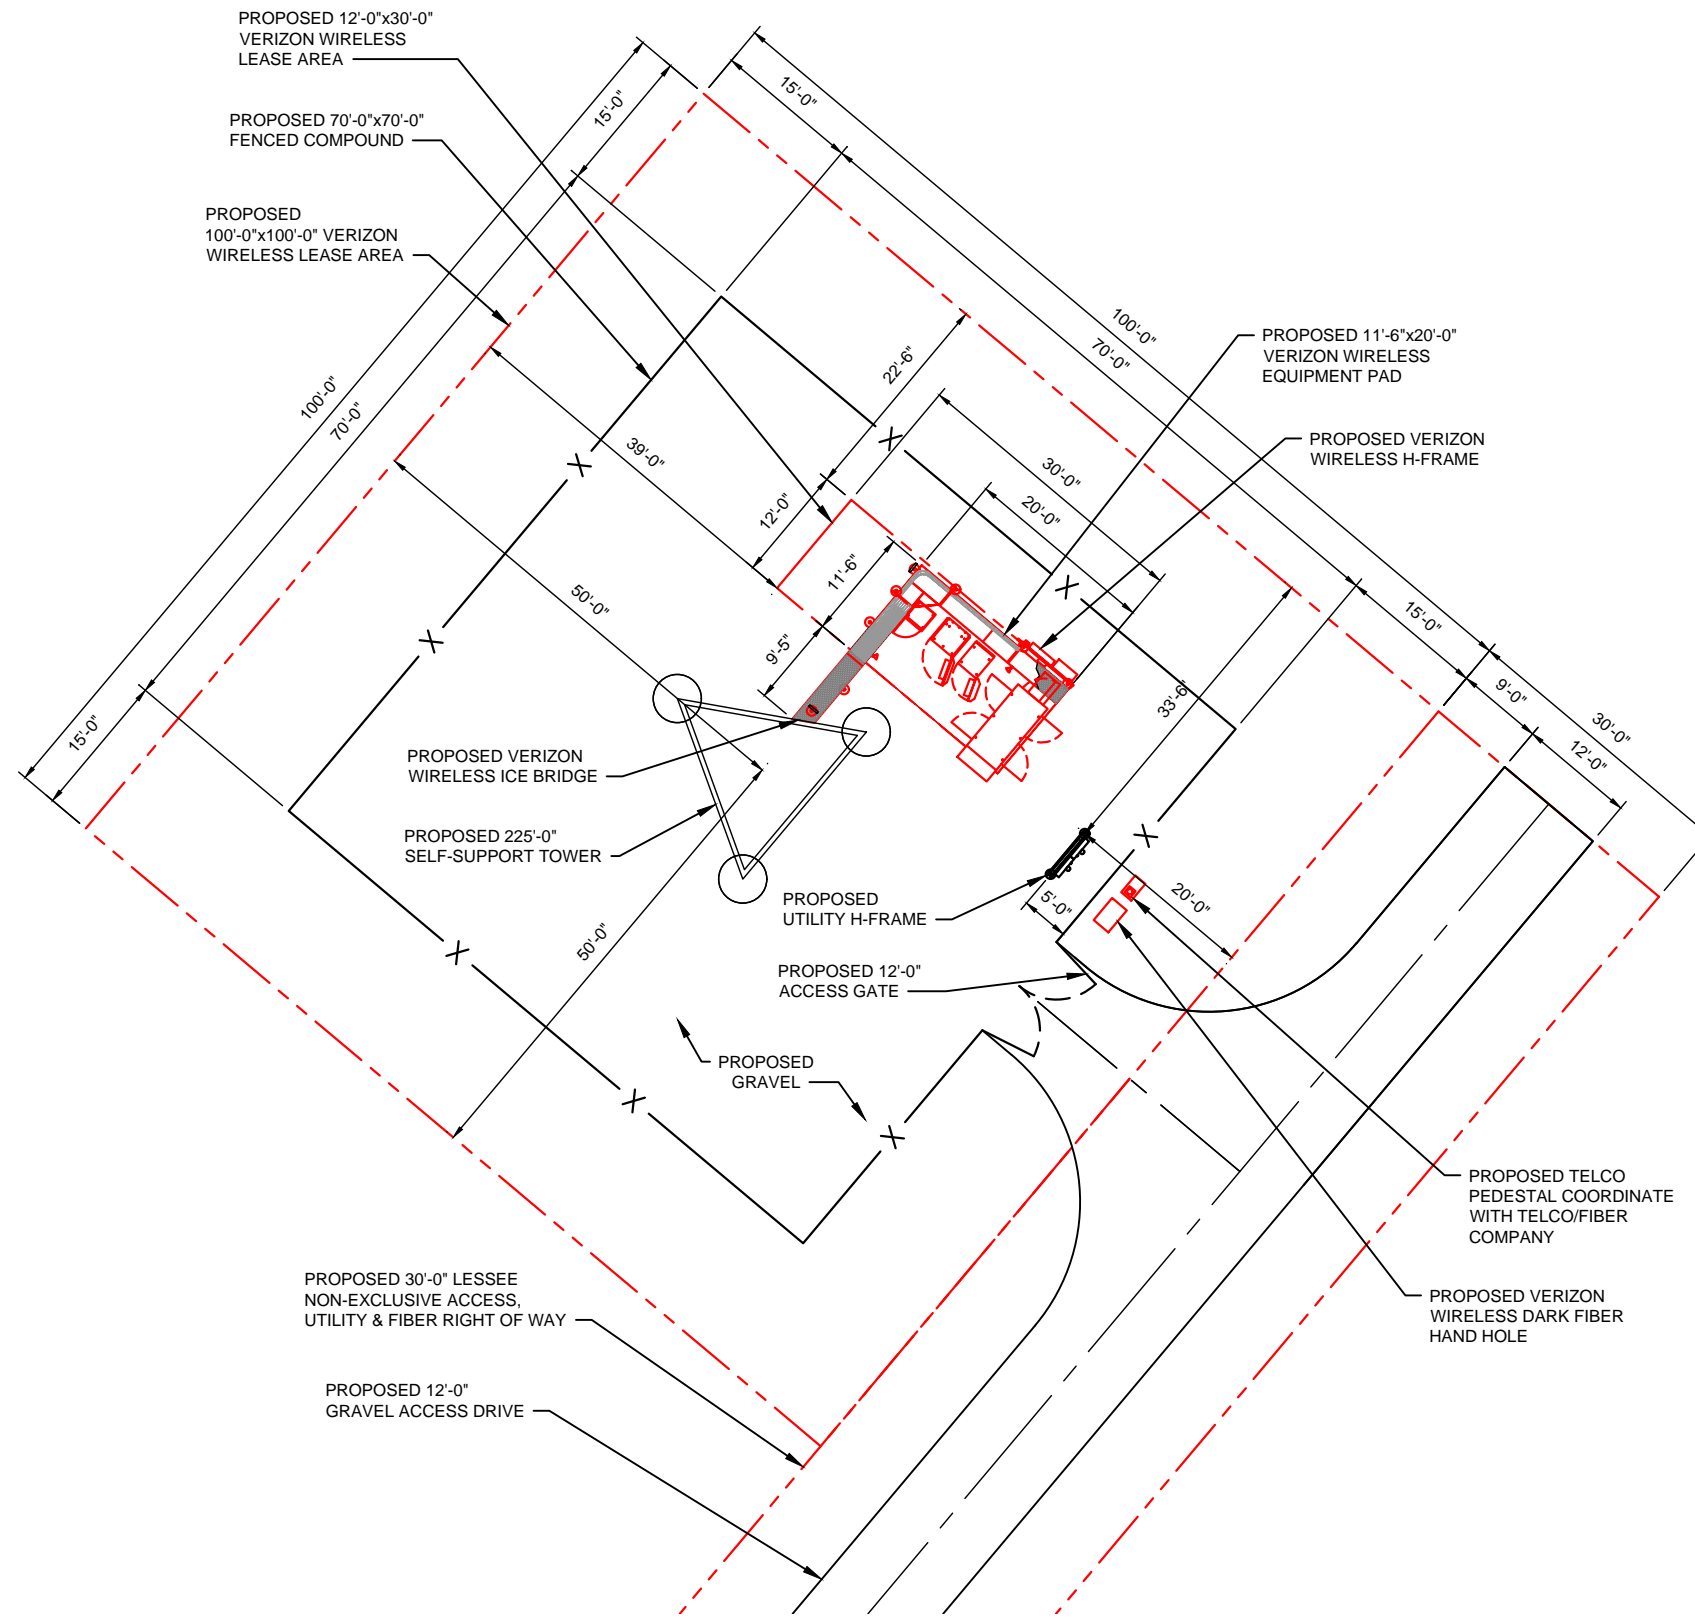 PROPOSED 12'-0"x30'-0"
VERIZON WIRELESS
LEASE AREA
PROPOSED 70'-0"x70'-0"
FENCED COMPOUND
PROPOSED
100'-0"x100'-0" VERIZON
WIRELESS LEASE AREA
15'-0"
15'-0"
100'-0"
70'-0"
100'-0"
70'-0"
22'-6"
39'-0"
12'-0"
30'-0"
20'-0"
11'-6"
50'-0"
9'-5"
15'-0"
PROPOSED 11'-6"x20'-0"
VERIZON WIRELESS
EQUIPMENT PAD
PROPOSED VERIZON
WIRELESS H-FRAME
15'-0"
9'-0"
30'-0"
12'-0"
33'-6"
PROPOSED VERIZON
WIRELESS ICE BRIDGE
PROPOSED 225'-0"
SELF-SUPPORT TOWER
PROPOSED
UTILITY H-FRAME
5'-0"
20'-0"
50'-0"
PROPOSED 12'-0"
ACCESS GATE
PROPOSED
GRAVEL
PROPOSED TELCO
PEDESTAL COORDINATE
WITH TELCO/FIBER
COMPANY
PROPOSED 30'-0" LESSEE
NON-EXCLUSIVE ACCESS,
UTILITY & FIBER RIGHT OF WAY
PROPOSED VERIZON
WIRELESS DARK FIBER
HAND HOLE
PROPOSED 12'-0"
GRAVEL ACCESS DRIVE
X
X
X
X
X
X
X
X